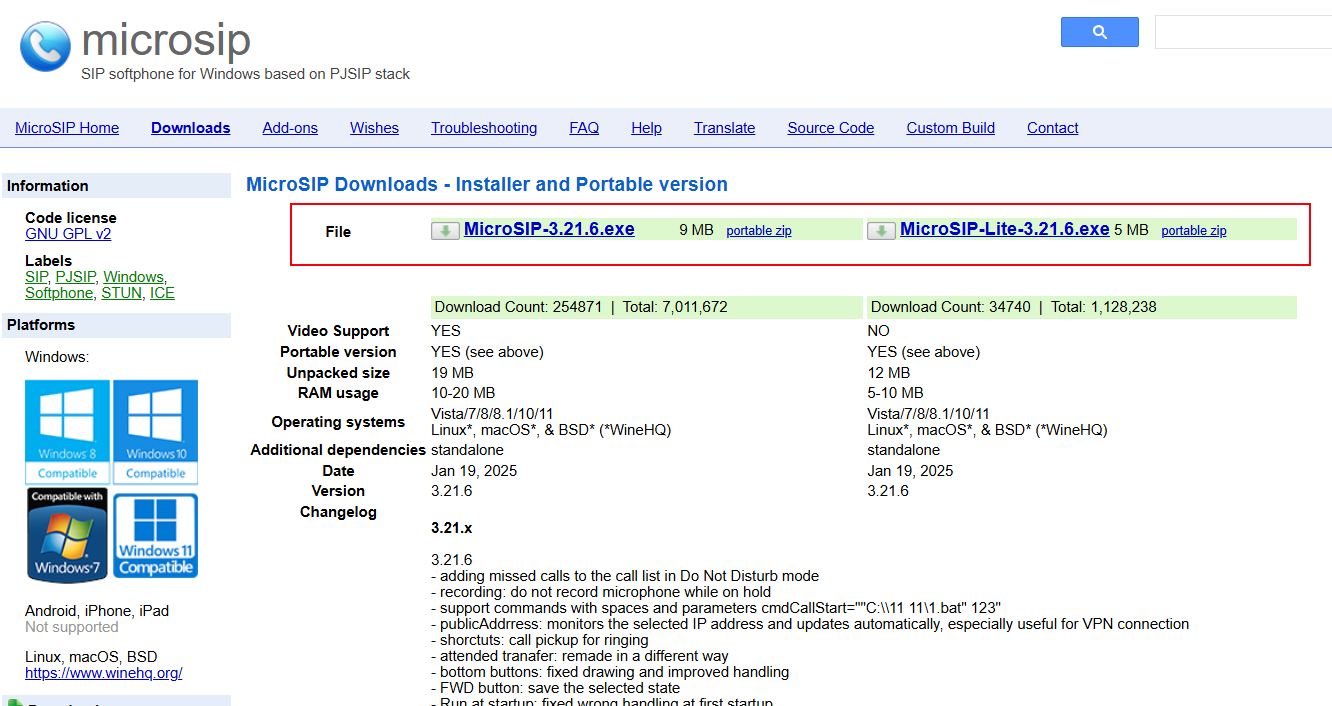 microsip
SIP softphone for Windows based on PJSIP stack
MicroSIP Home Downloads Add-ons Wishes Troubleshooting FAQ Help Translate Source Code Custom Build Contact
Information
Code license
GNU GPL v2
Labels
SIP, PJSIP, Windows,
Softphone, STUN, ICE
Platforms
Windows:
Windows 8
Compatible
Windows 10
Compatible
Compatible with
Windows 7
Windows 11
Compatible
Android, iPhone, iPad
Not supported
Linux, macOS, BSD
https://www.winehq.org/
MicroSIP Downloads - Installer and Portable version
File MicroSIP-3.21.6.exe 9 MB portable zip MicroSIP-Lite-3.21.6.exe 5 MB portable zip
Download Count: 254871 | Total: 7,011,672 Download Count: 34740 | Total: 1,128,238
Video Support YES NO
Portable version YES (see above) YES (see above)
Unpacked size 19 MB 12 MB
RAM usage 10-20 MB 5-10 MB
Operating systems Vista/7/8/8.1/10/11 Vista/7/8/8.1/10/11
Linux*, macOS*, & BSD* (*WineHQ) Linux*, macOS*, & BSD* (*WineHQ)
Additional dependencies standalone standalone
Date Jan 19, 2025 Jan 19, 2025
Version 3.21.6 3.21.6
Changelog
3.21.x
3.21.6
- adding missed calls to the call list in Do Not Disturb mode
- recording: do not record microphone while on hold
- support commands with spaces and parameters cmdCallStart=""C:\\11 11\1.bat" 123"
- publicAddrress: monitors the selected IP address and updates automatically, especially useful for VPN connection
- shorctuts: call pickup for ringing
- attended tranafer: remade in a different way
- bottom buttons: fixed drawing and improved handling
- FWD button: save the selected state
- Run at startup: fixed wrong handling at first startup